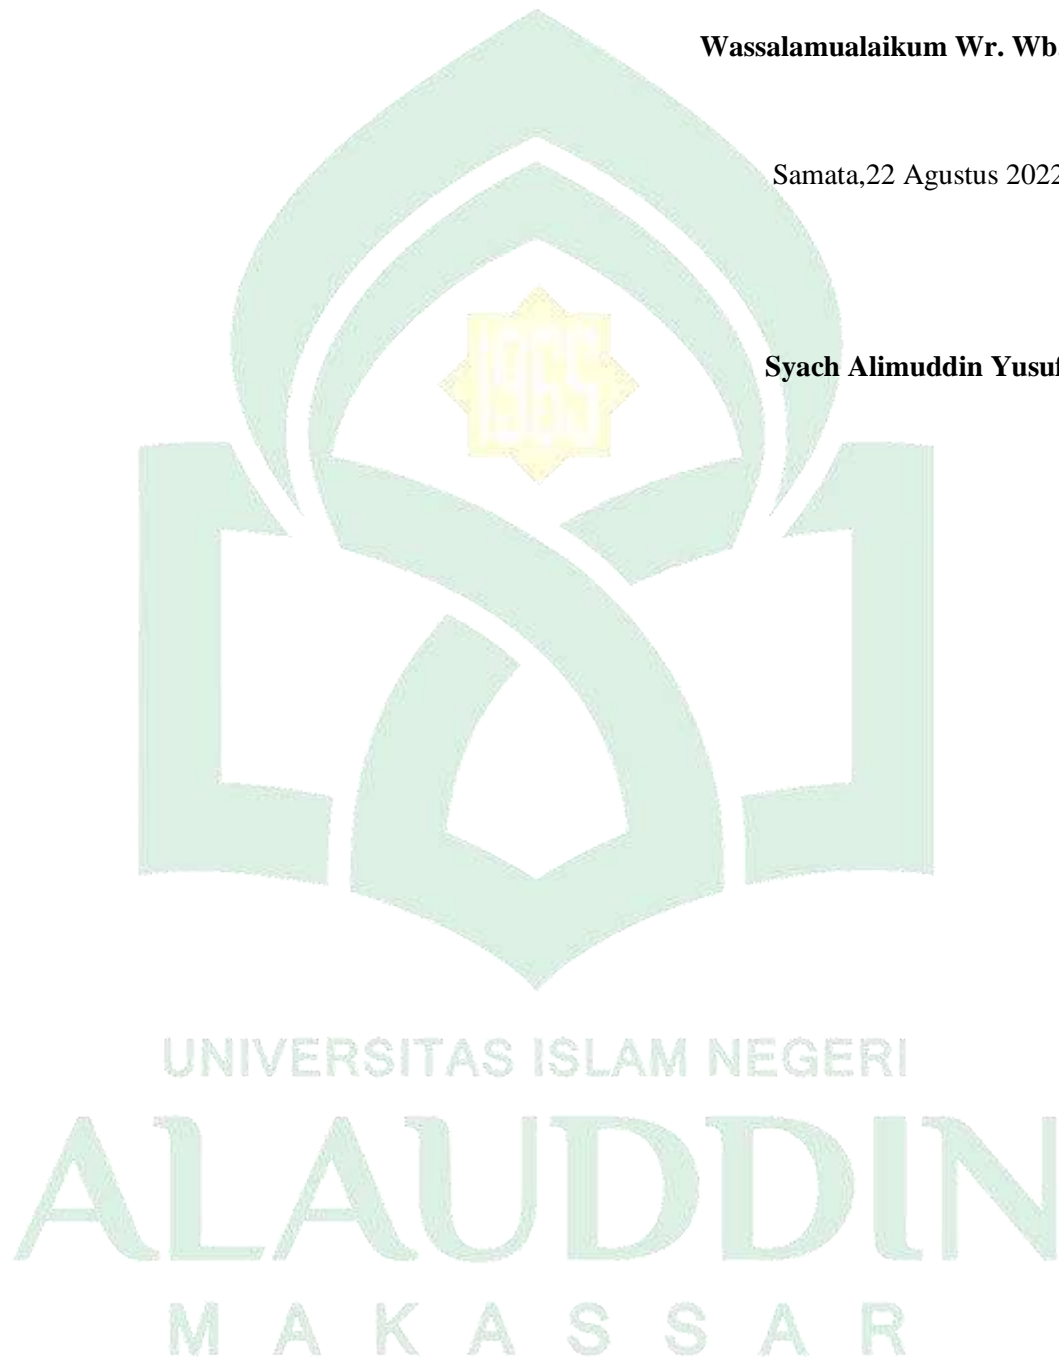 Wassalamualaikum Wr. Wb.
Samata,22 Agustus 2022
Syach Alimuddin Yusuf
1965
UNIVERSITAS ISLAM NEGERI
ALAUDDIN
MAKASSAR